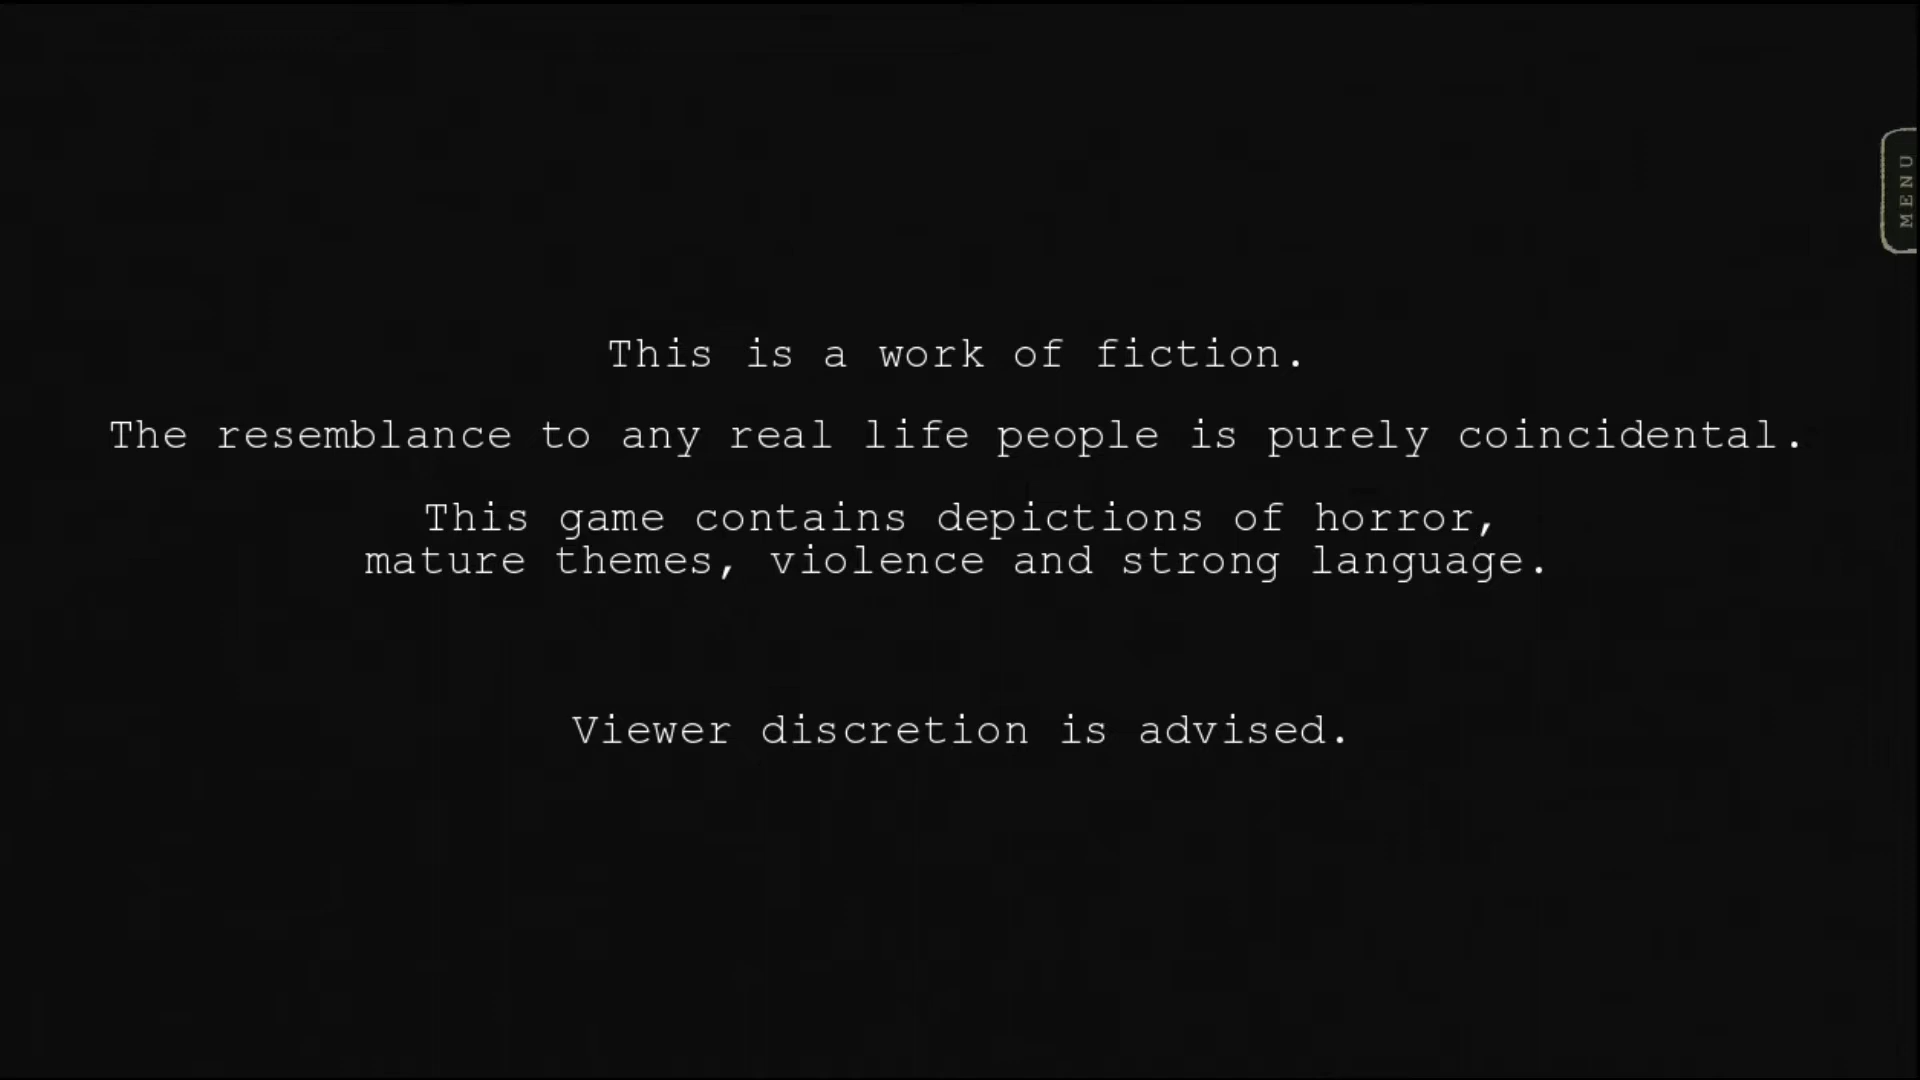 MENU
This is a work of fiction.
The resemblance to any real life people is purely coincidental.
This game contains depictions of horror,
mature themes, violence and strong language.
Viewer discretion is advised.